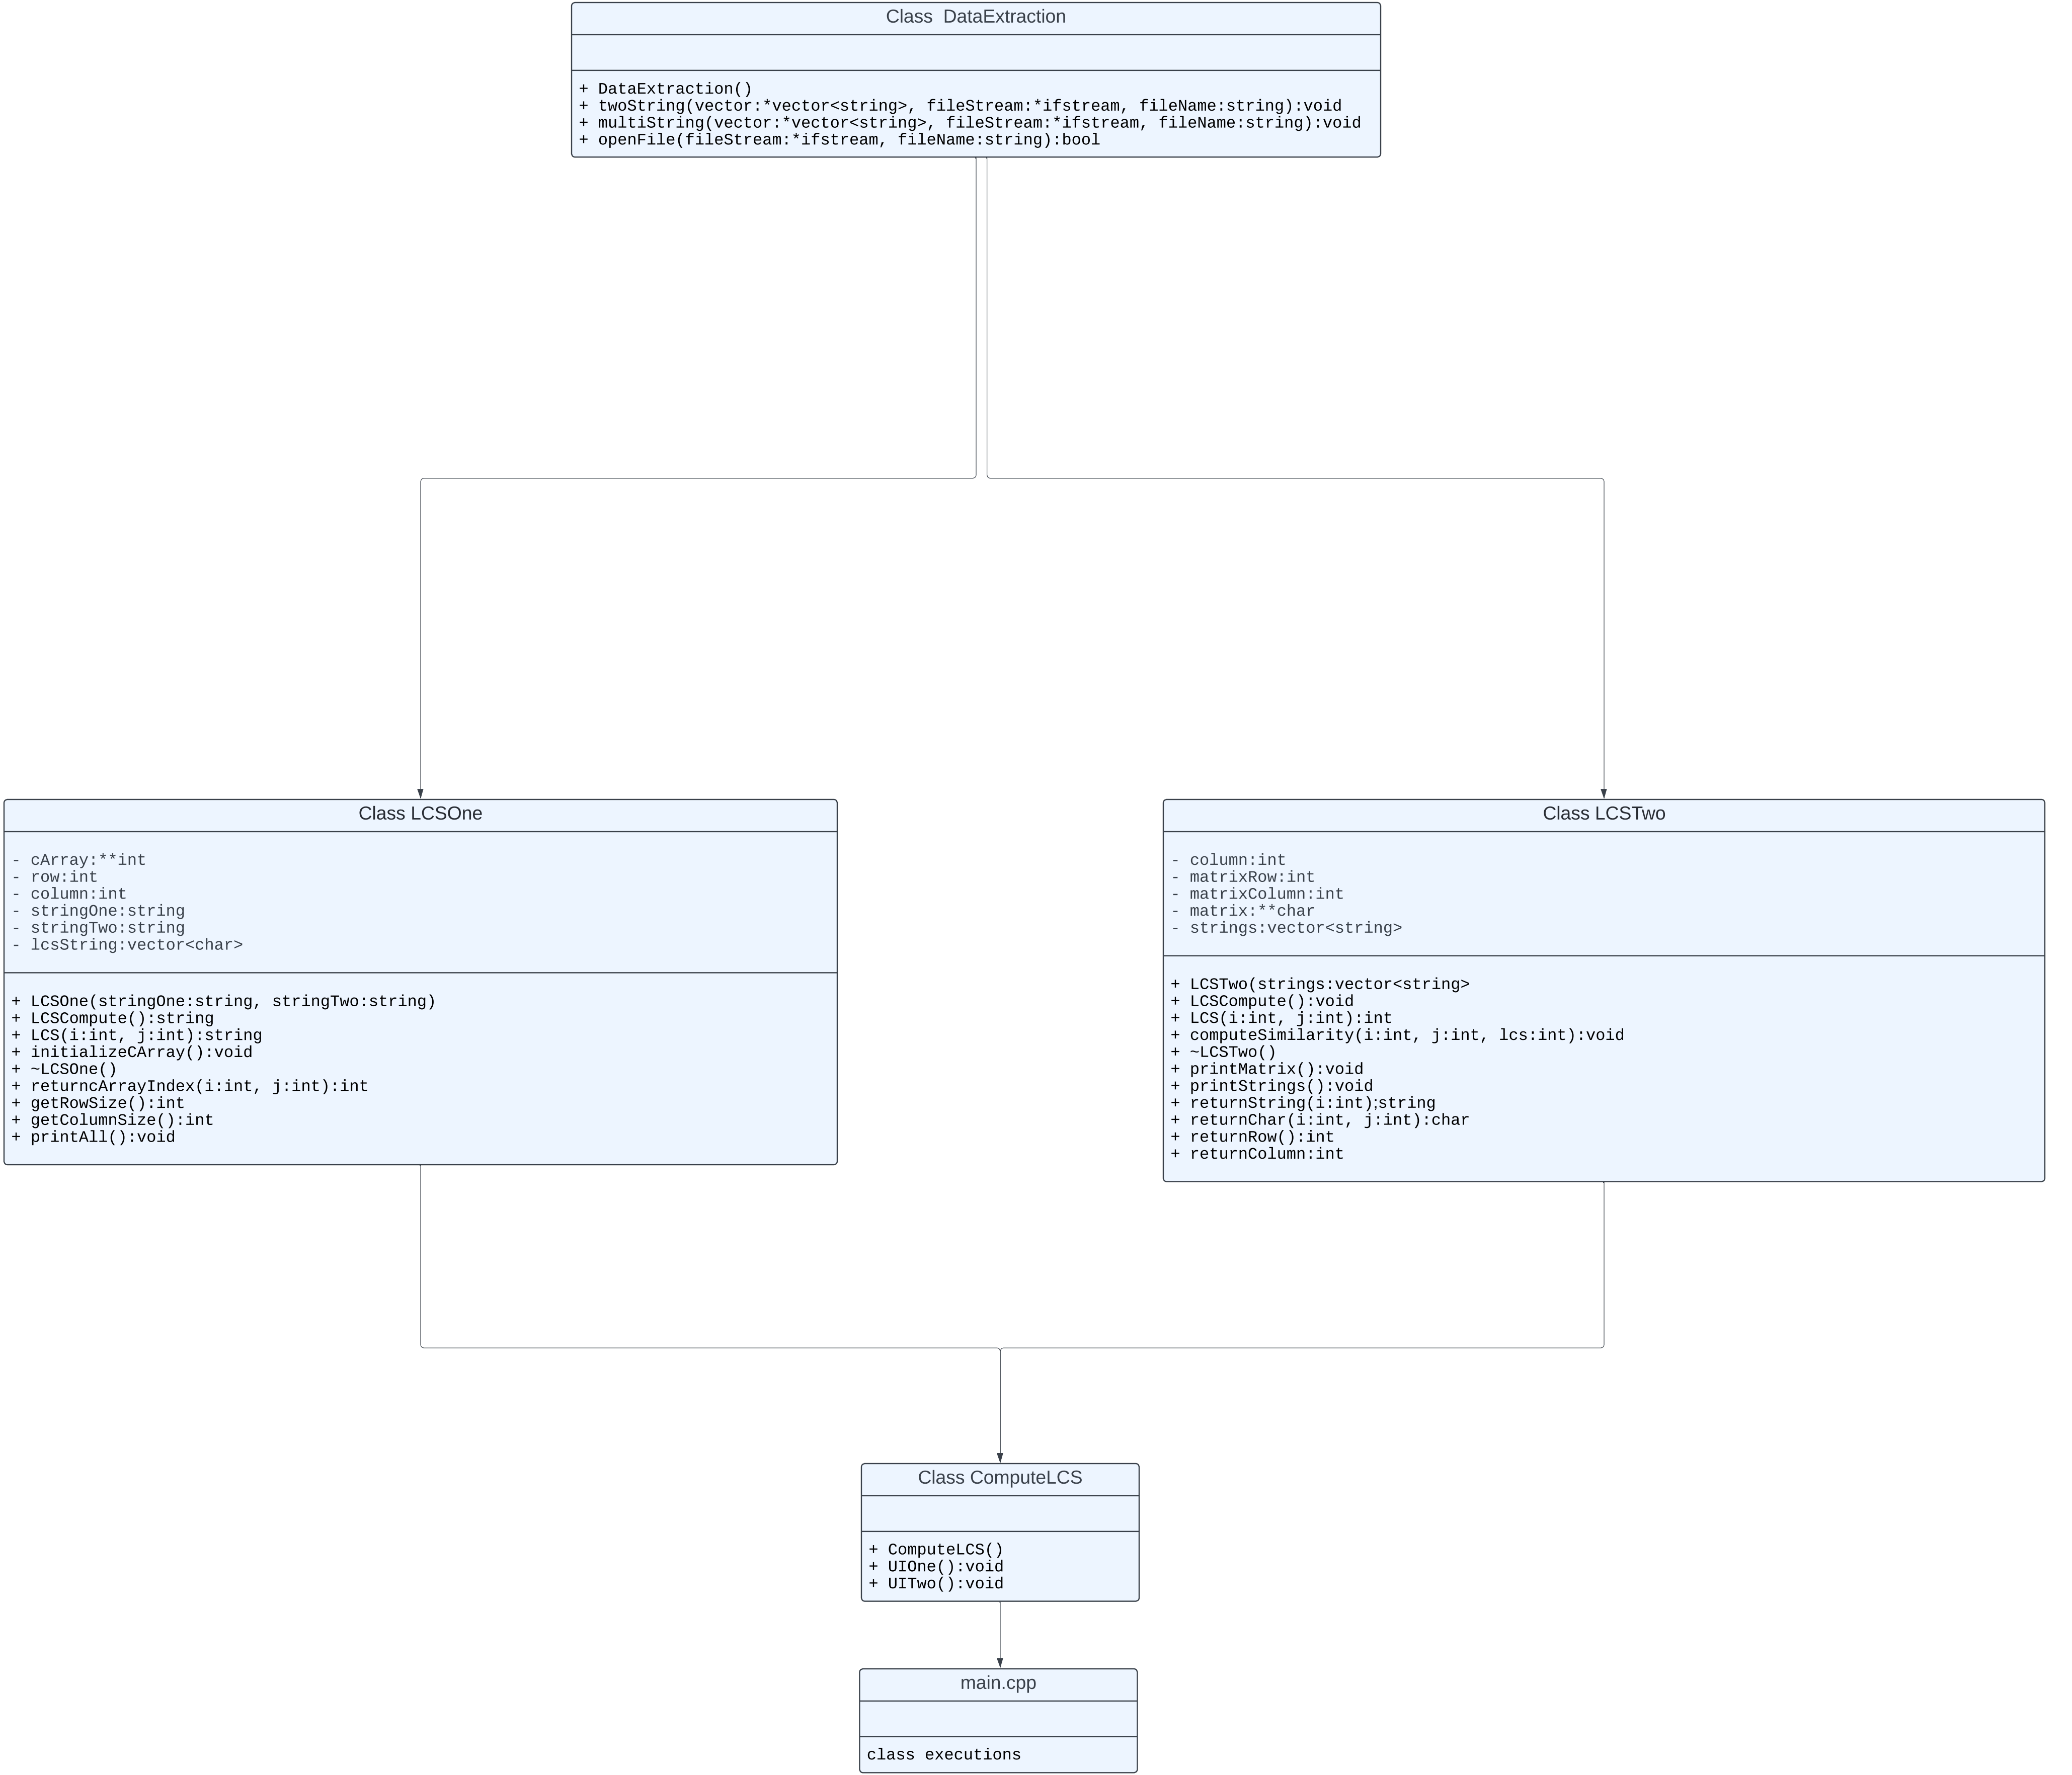 Class  DataExtraction
+ DataExtraction()
+ twoString(vector:*vector<string>, fileStream:*ifstream, fileName:string):void
+ multiString(vector:*vector<string>, fileStream:*ifstream, fileName:string):void
+ openFile(fileStream:*ifstream, fileName:string):bool
Class LCSOne
- cArray:**int
- row:int
- column:int
- stringOne:string
- stringTwo:string
- lcsString:vector<char>
+ LCSOne(stringOne:string, stringTwo:string)
+ LCSCompute():string
+ LCS(i:int, j:int):string
+ initializeCArray():void
+ ~LCSOne()
+ returncArrayIndex(i:int, j:int):int
+ getRowSize():int
+ getColumnSize():int
+ printAll():void
Class LCSTwo
- column:int
- matrixRow:int
- matrixColumn:int
- matrix:**char
- strings:vector<string>
+ LCSTwo(strings:vector<string>
+ LCSCompute():void
+ LCS(i:int, j:int):int
+ computeSimilarity(i:int, j:int, lcs:int):void
+ ~LCSTwo()
+ printMatrix():void
+ printStrings():void
+ returnString(i:int);string
+ returnChar(i:int, j:int):char
+ returnRow():int
+ returnColumn:int
Class ComputeLCS
+ ComputeLCS()
+ UIOne():void
+ UITwo():void
main.cpp
class executions